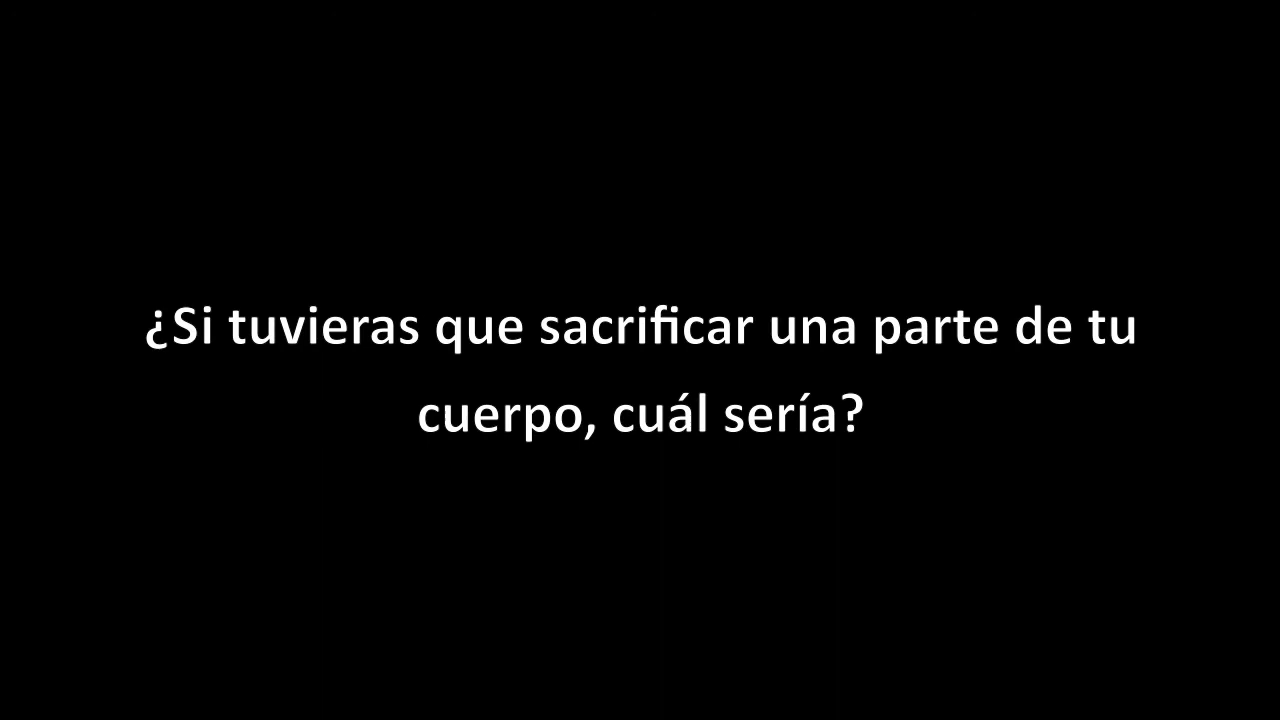 ¿Si tuvieras que sacrificar una parte de tu
cuerpo, cuál sería?